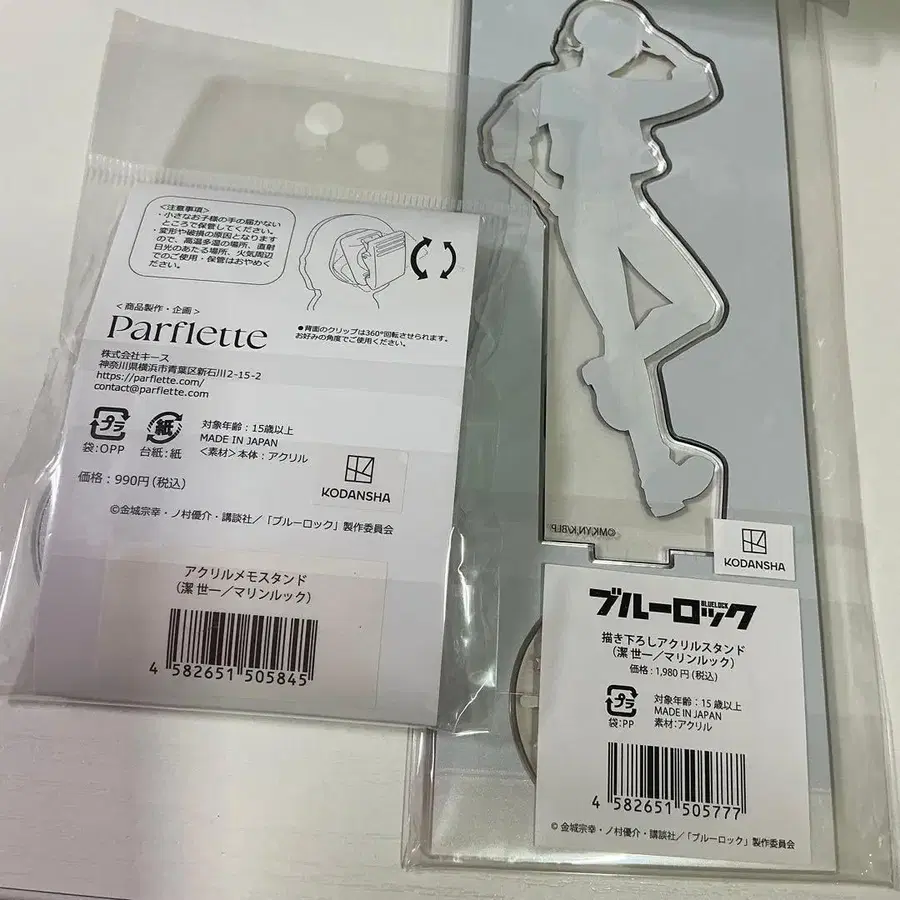 <注意事項>
・小さなお子様の手の届かない
ところで保管してください。
・変形や破損の原因となります
ので、高温多湿の場所、直射
日光のあたる場所、火気周辺
でのご使用・保管はおやめく
ださい。
<商品製作・企画>
Parflette
株式会社キース
神奈川県横浜市青葉区新石川2-15-2
https://parflette.com/
contact@parflette.com
●背面のクリップは360°回転させられます。
お好みの角度でご使用ください。
プラ
袋:OPP
紙
台紙:紙
対象年齢:15歳以上
MADE IN JAPAN
<素材>本体:アクリル
価格:990円(税込)
KODANSHA
©金城宗幸・ノ村優介・講談社/「ブルーロック」製作委員会
アクリルメモスタンド
(潔 世一/マリンルック)
4 582651 505845
©MK,YN,K/BLP
KODANSHA
ブルーロック
BLUELOCK
描き下ろしアクリルスタンド
(潔 世一/マリンルック)
価格:1,980円(税込)
プラ
袋:PP
対象年齢:15歳以上
MADE IN JAPAN
素材:アクリル
4 582651 505777
© 金城宗幸・ノ村優介・講談社/「ブルーロック」製作委員会